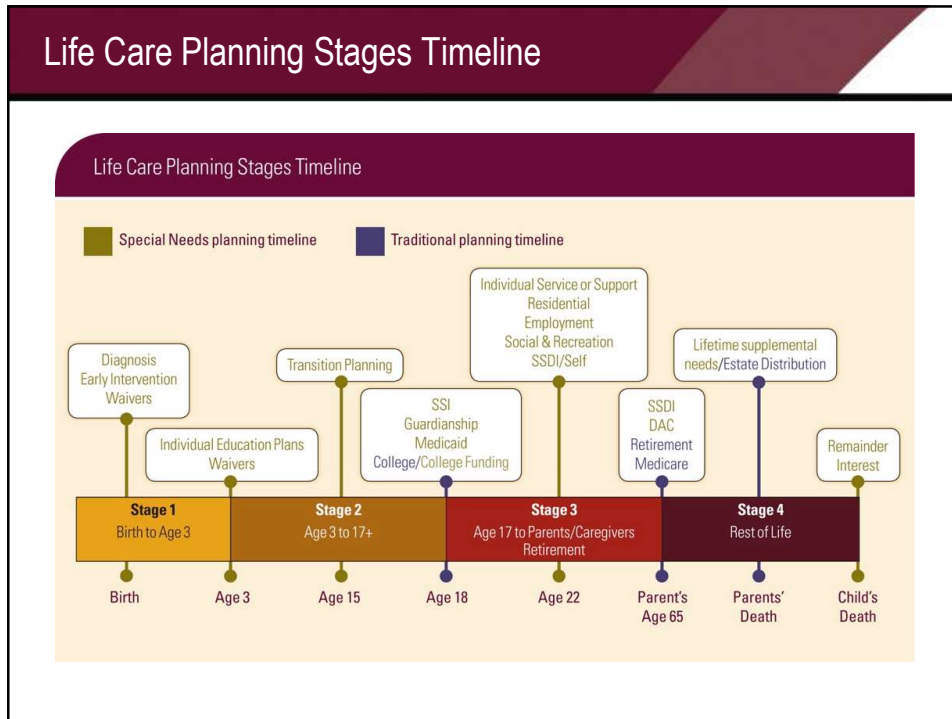 Life Care Planning Stages Timeline
Life Care Planning Stages Timeline
Special Needs planning timeline
Traditional planning timeline
Diagnosis
Early Intervention
Waivers
Individual Education Plans
Waivers
Transition Planning
SSI
Guardianship
Medicaid
College/College Funding
Individual Service or Support
Residential
Employment
Social & Recreation
SSDI/Self
SSDI
DAC
Retirement
Medicare
Lifetime supplemental
needs/Estate Distribution
Remainder
Interest
Stage 1
Birth to Age 3
Stage 2
Age 3 to 17+
Stage 3
Age 17 to Parents/Caregivers
Retirement
Stage 4
Rest of Life
Birth
Age 3
Age 15
Age 18
Age 22
Parent's
Age 65
Parents'
Death
Child's
Death